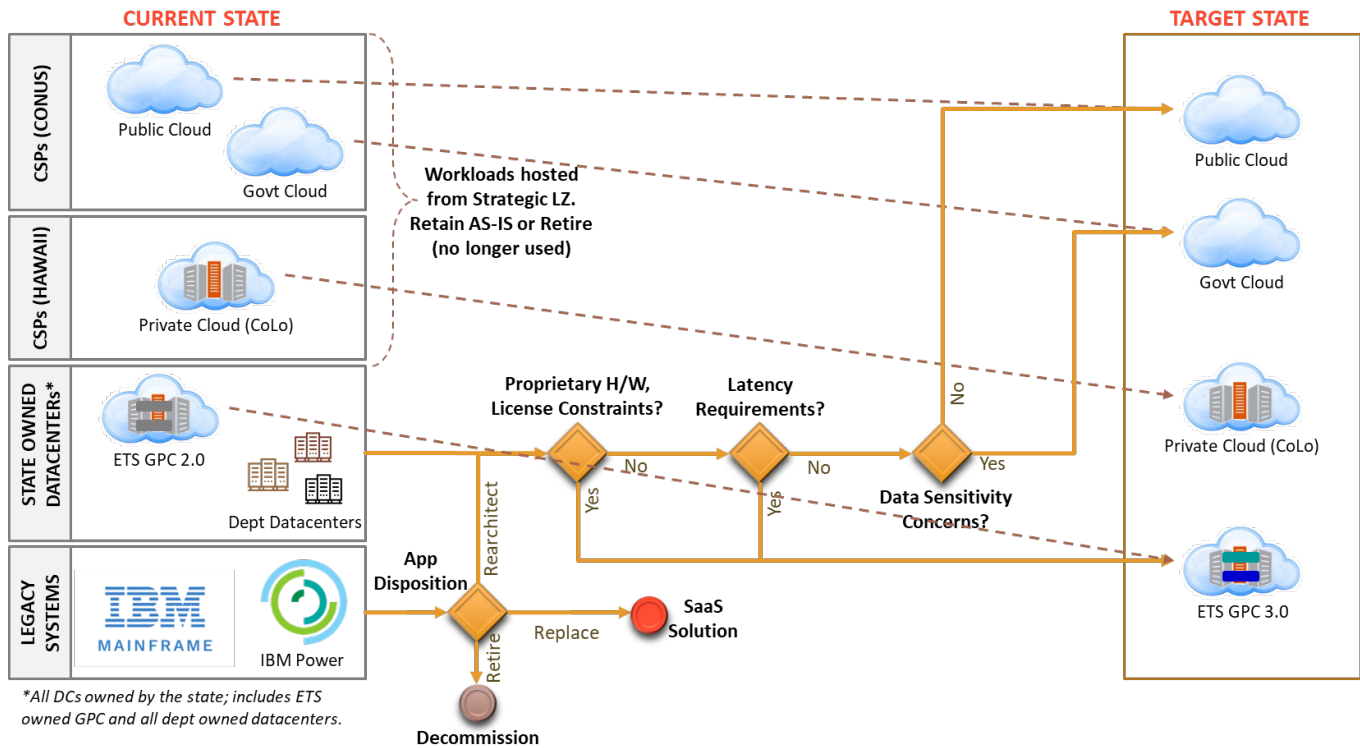 CURRENT STATE
TARGET STATE
CSPs (CONUS)
Public Cloud
Govt Cloud
CSPs (HAWAII)
Private Cloud (CoLo)
STATE OWNED
DATACENTERs*
ETS GPC 2.0
Dept Datacenters
LEGACY
SYSTEMS
IBM
MAINFRAME
IBM Power
*All DCs owned by the state; includes ETS
owned GPC and all dept owned datacenters.
Workloads hosted
from Strategic LZ.
Retain AS-IS or Retire
(no longer used)
Proprietary H/W,
License Constraints?
No
Yes
Latency
Requirements?
No
Yes
Data Sensitivity
Concerns?
No
Yes
App
Disposition
Rearchitect
Replace
Retire
SaaS
Solution
Decommission
Public Cloud
Govt Cloud
Private Cloud (CoLo)
ETS GPC 3.0